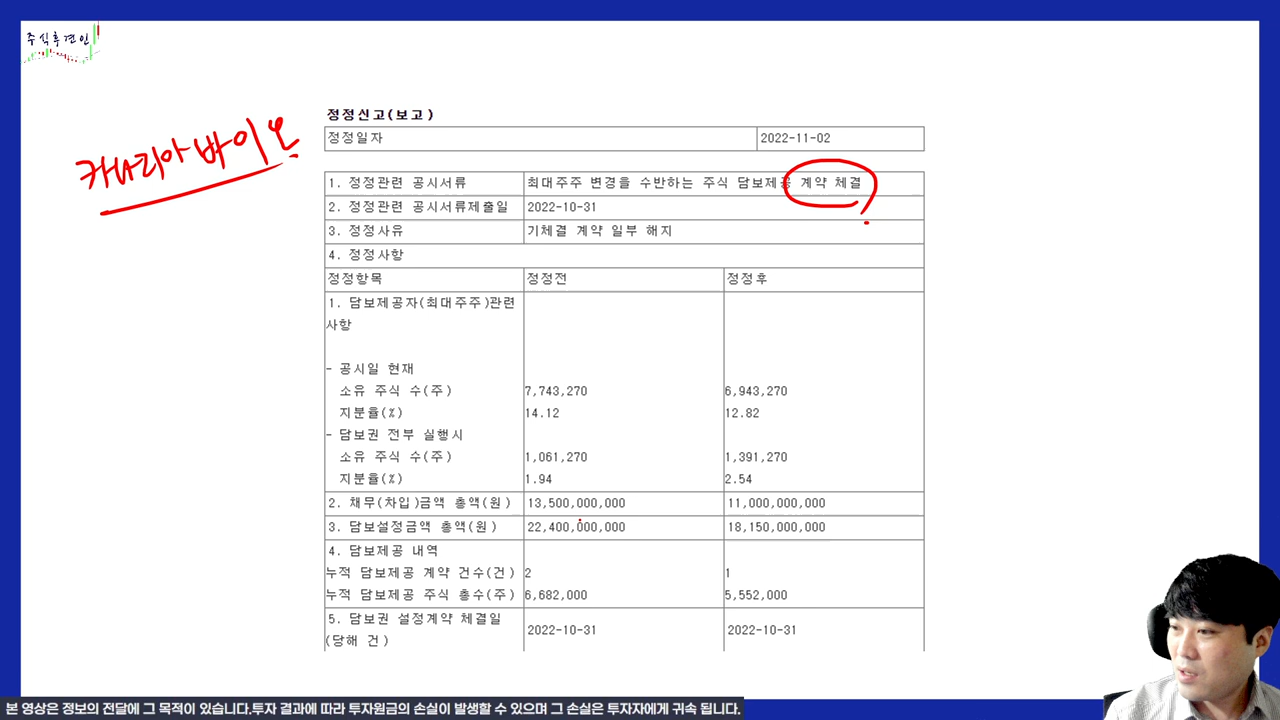 주식후견인
카나리아바이오
정정신고(보고)
정정일자 2022-11-02
1. 정정관련 공시서류 최대주주 변경을 수반하는 주식 담보제공 계약 체결
?
2. 정정관련 공시서류제출일 2022-10-31
3. 정정사유 기체결 계약 일부 해지
4. 정정사항
정정항목 정정전 정정후
1. 담보제공자(최대주주)관련
사항
- 공시일 현재
소유 주식 수(주) 7,743,270 6,943,270
지분율(%) 14.12 12.82
- 담보권 전부 실행시
소유 주식 수(주) 1,061,270 1,391,270
지분율(%) 1.94 2.54
2. 채무(차입)금액 총액(원) 13,500,000,000 11,000,000,000
3. 담보설정금액 총액(원) 22,400,000,000 18,150,000,000
4. 담보제공 내역
누적 담보제공 계약 건수(건) 2 1
누적 담보제공 주식 총수(주) 6,682,000 5,552,000
5. 담보권 설정계약 체결일
(당해 건) 2022-10-31 2022-10-31
본 영상은 정보의 전달에 그 목적이 있습니다.투자 결과에 따라 투자원금의 손실이 발생할 수 있으며 그 손실은 투자자에게 귀속 됩니다.